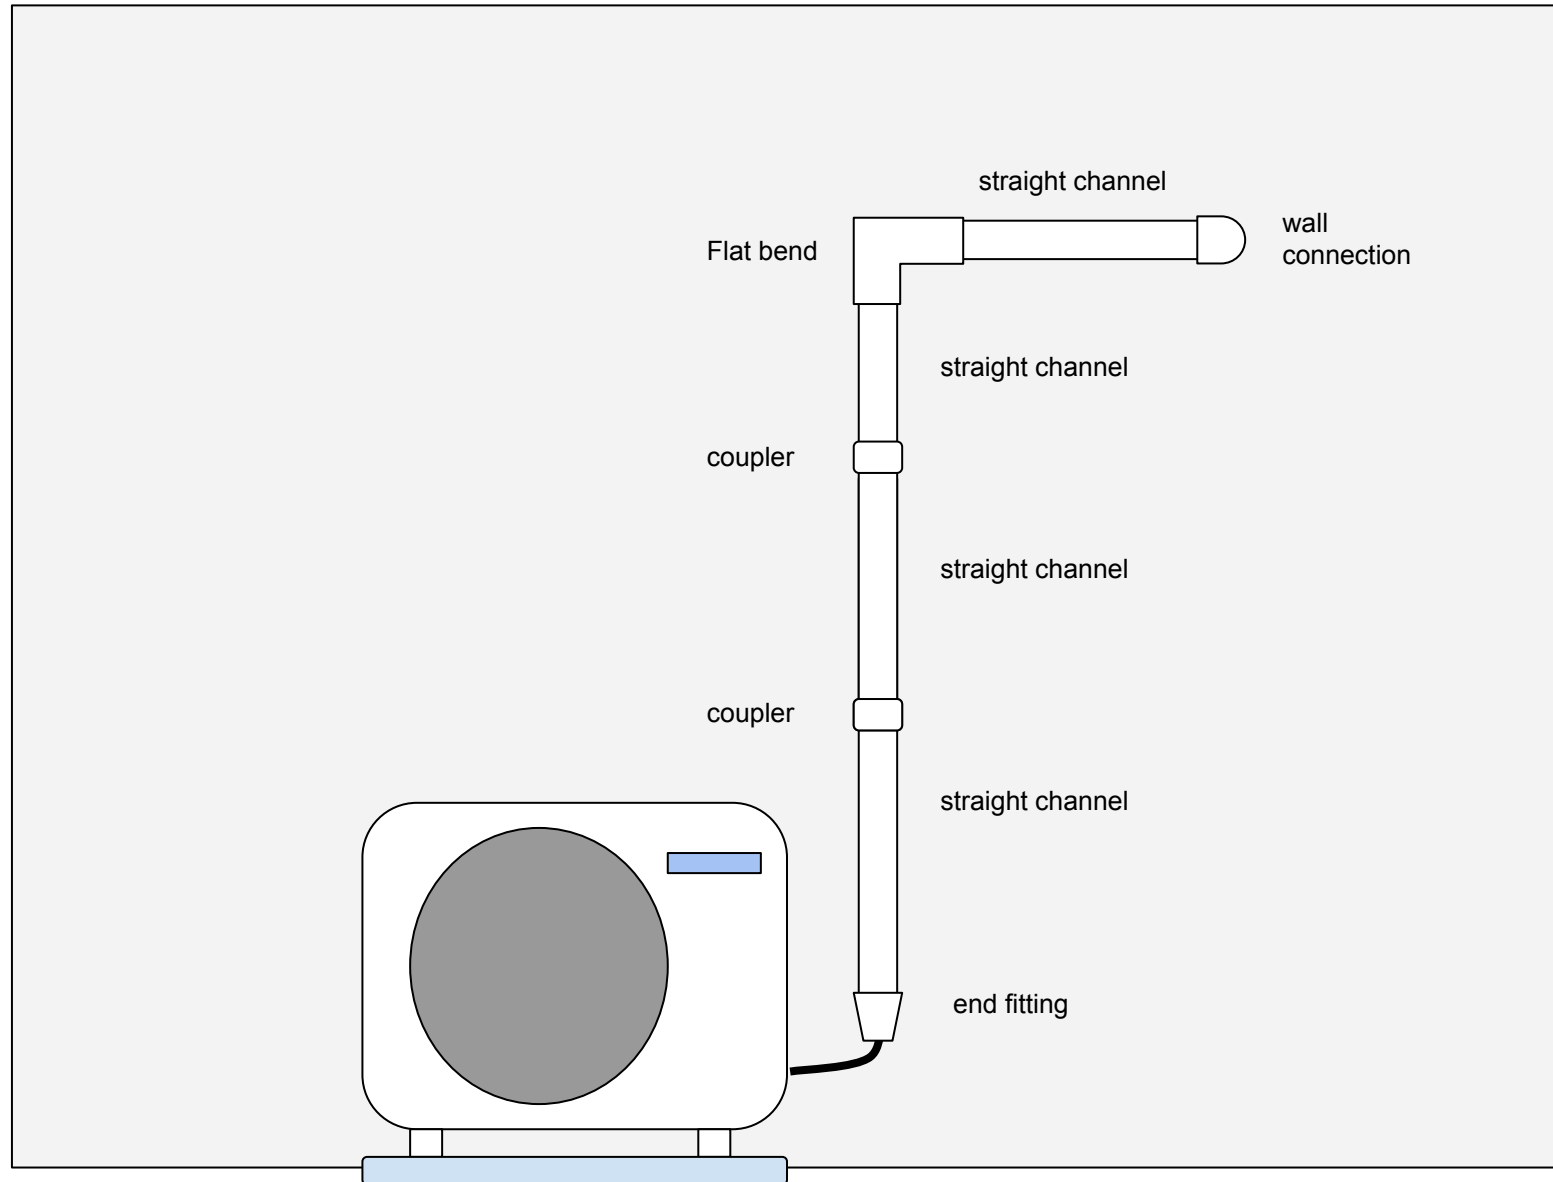 straight channel
wall
connection
Flat bend
straight channel
coupler
straight channel
coupler
straight channel
end fitting